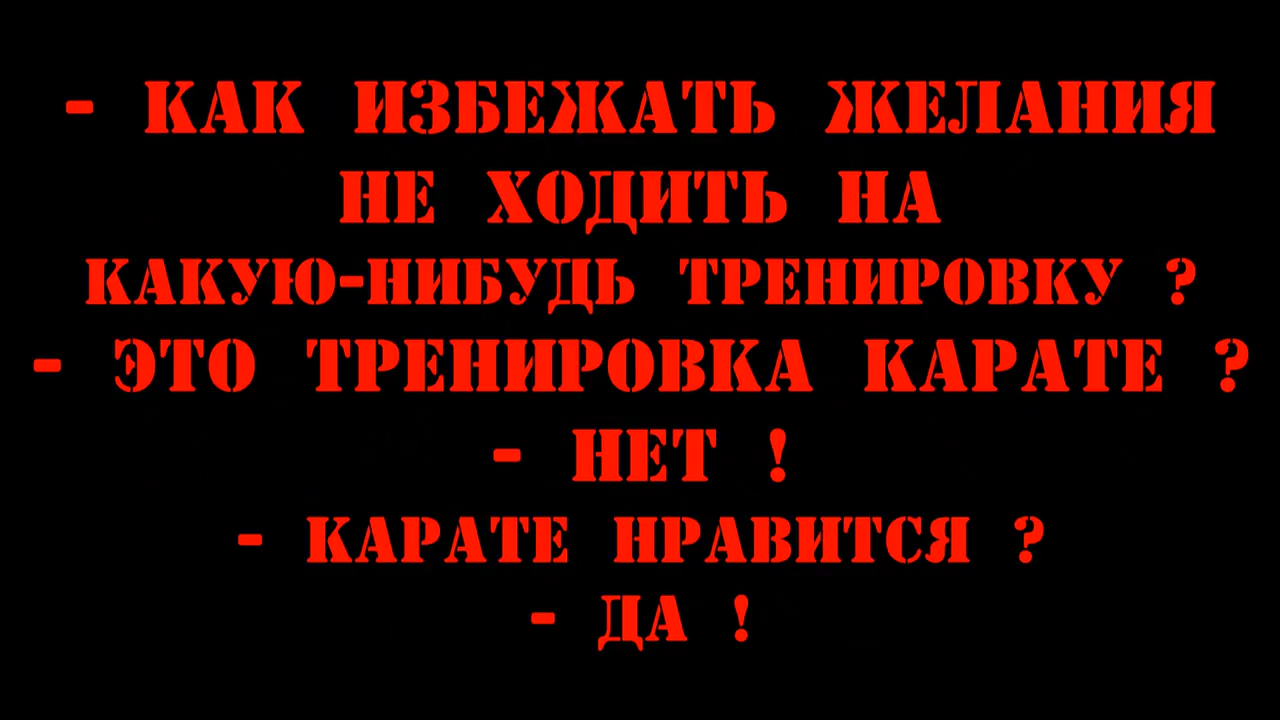 - КАК ИЗБЕЖАТЬ ЖЕЛАНИЯ
НЕ ХОДИТЬ НА
КАКУЮ-НИБУДЬ ТРЕНИРОВКУ ?
- ЭТО ТРЕНИРОВКА КАРАТЕ ?
- НЕТ !
- КАРАТЕ НРАВИТСЯ ?
- ДА !